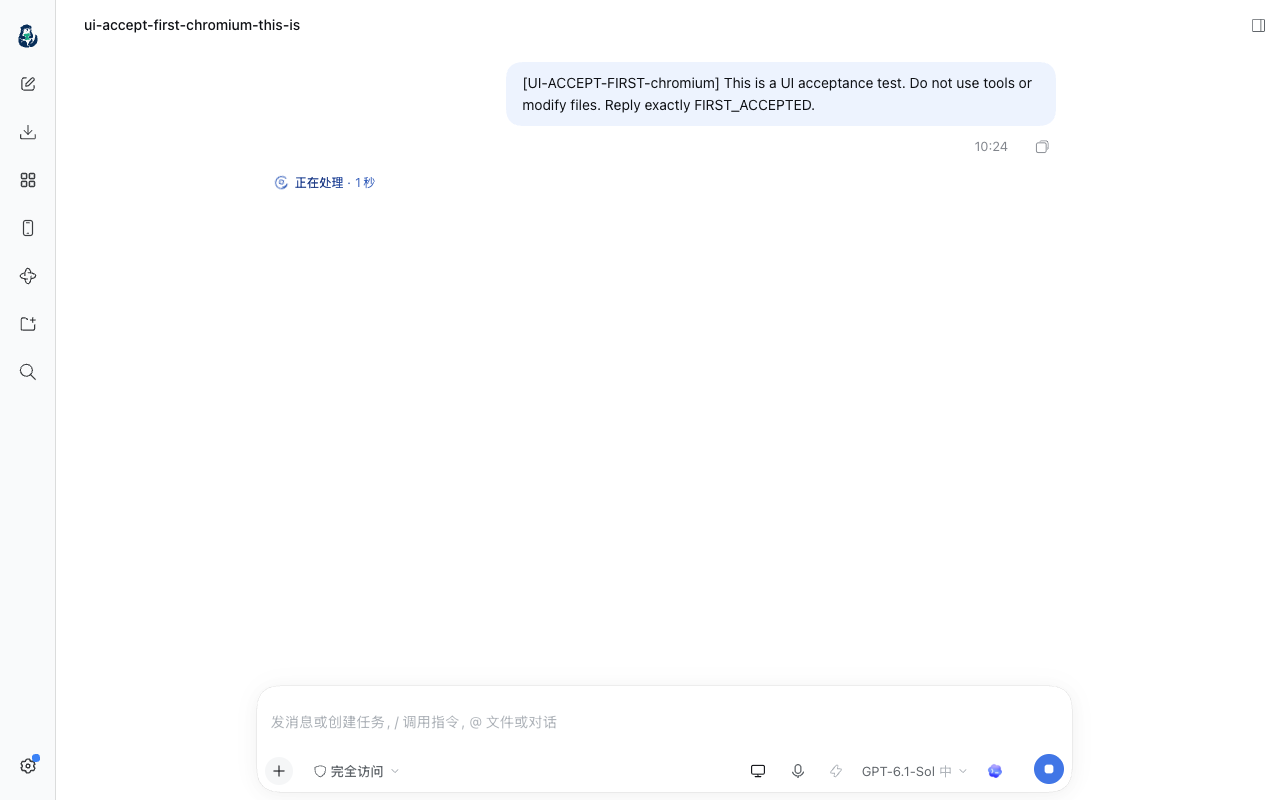 ui-accept-first-chromium-this-is
[UI-ACCEPT-FIRST-chromium] This is a UI acceptance test. Do not use tools or
modify files. Reply exactly FIRST_ACCEPTED.
10:24
正在处理 · 1 秒
发消息或创建任务, / 调用指令, @ 文件或对话
完全访问
GPT-6.1-Sol 中